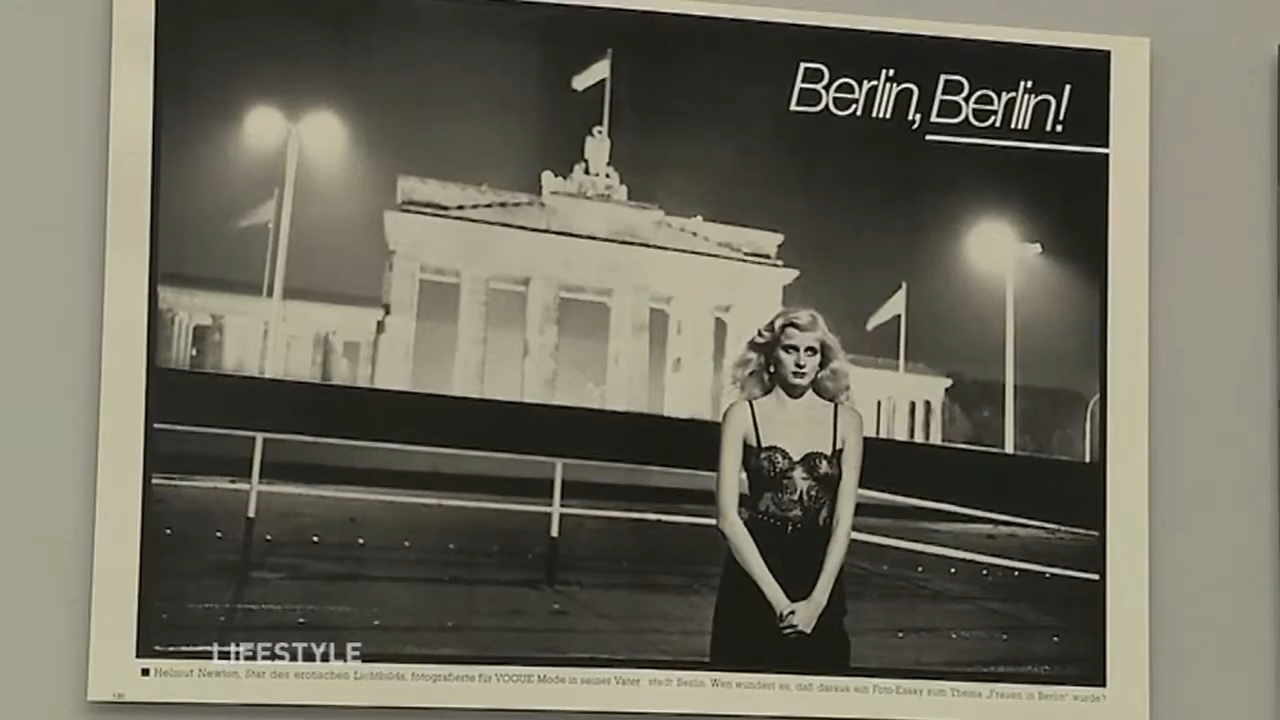 Berlin, Berlin!
LIFESTYLE
Helmut Newton, Star des erotischen Lichtbilds, fotografierte für VOGUE Mode in seiner Vater stadt Berlin. Wen wundert es, daß daraus ein Foto-Essay zum Thema „Frauen in Berlin" wurde?